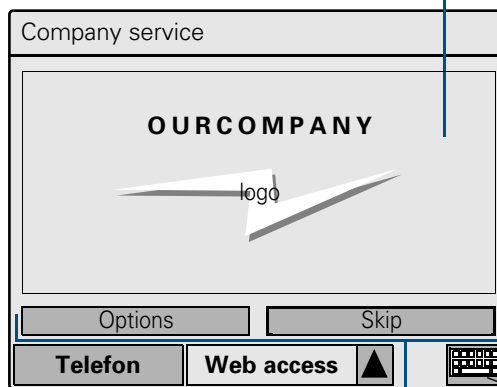 Company service
OURCOMPANY
logo
Options Skip
Telefon Web access